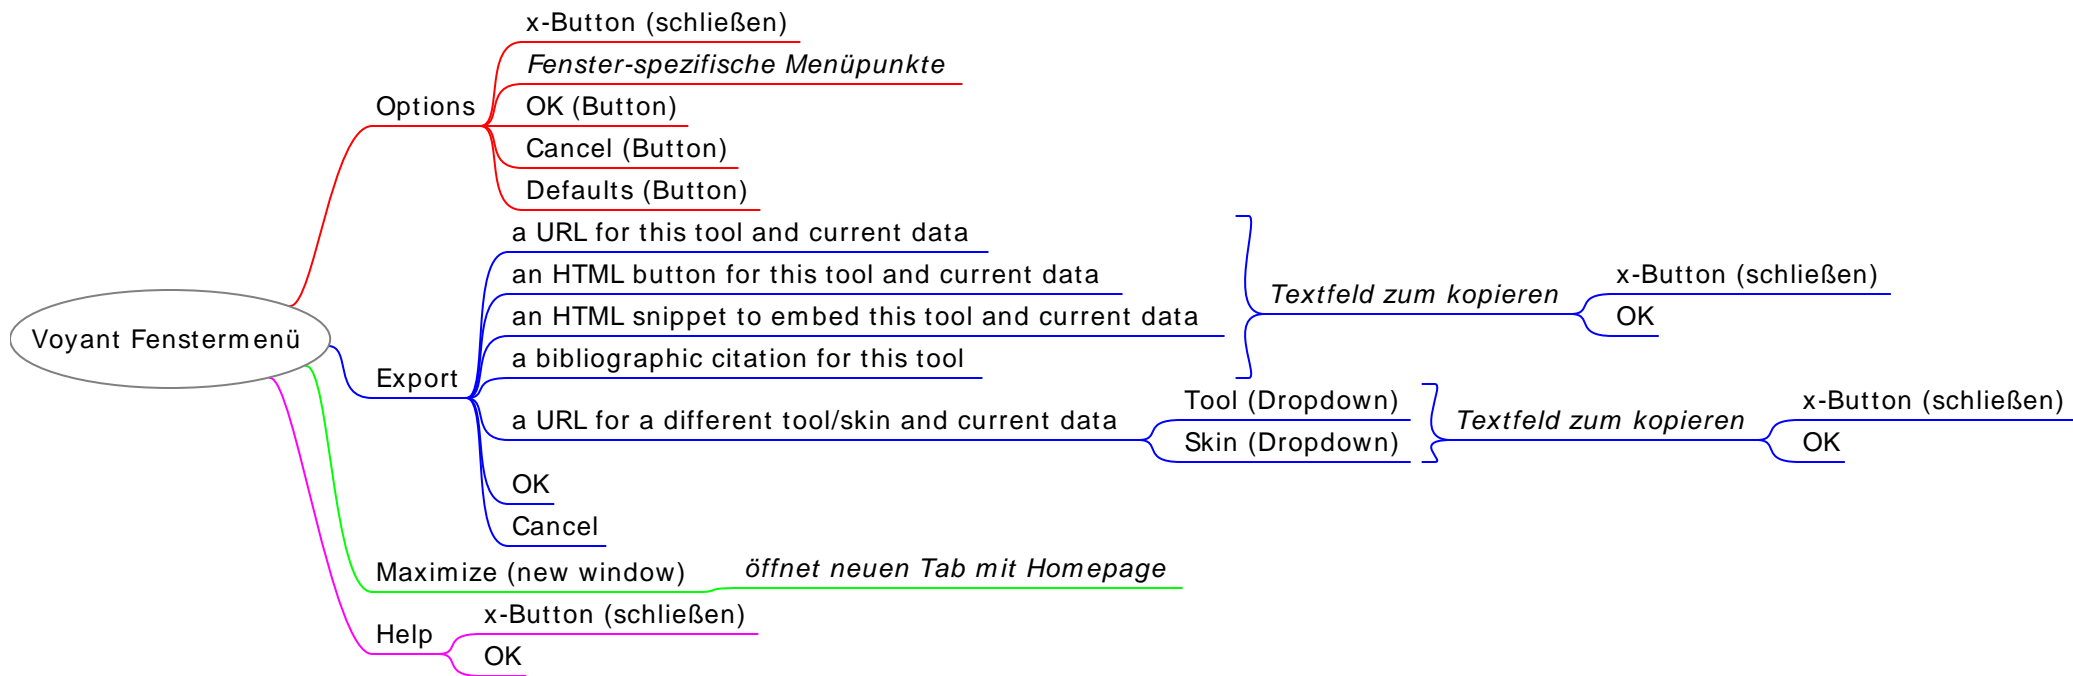 Voyant Fenstermenü
Options
x-Button (schließen)
Fenster-spezifische Menüpunkte
OK (Button)
Cancel (Button)
Defaults (Button)
Export
a URL for this tool and current data
an HTML button for this tool and current data
an HTML snippet to embed this tool and current data
a bibliographic citation for this tool
Textfeld zum kopieren
x-Button (schließen)
OK
a URL for a different tool/skin and current data
Tool (Dropdown)
Skin (Dropdown)
Textfeld zum kopieren
x-Button (schließen)
OK
OK
Cancel
Maximize (new window)
öffnet neuen Tab mit Homepage
Help
x-Button (schließen)
OK